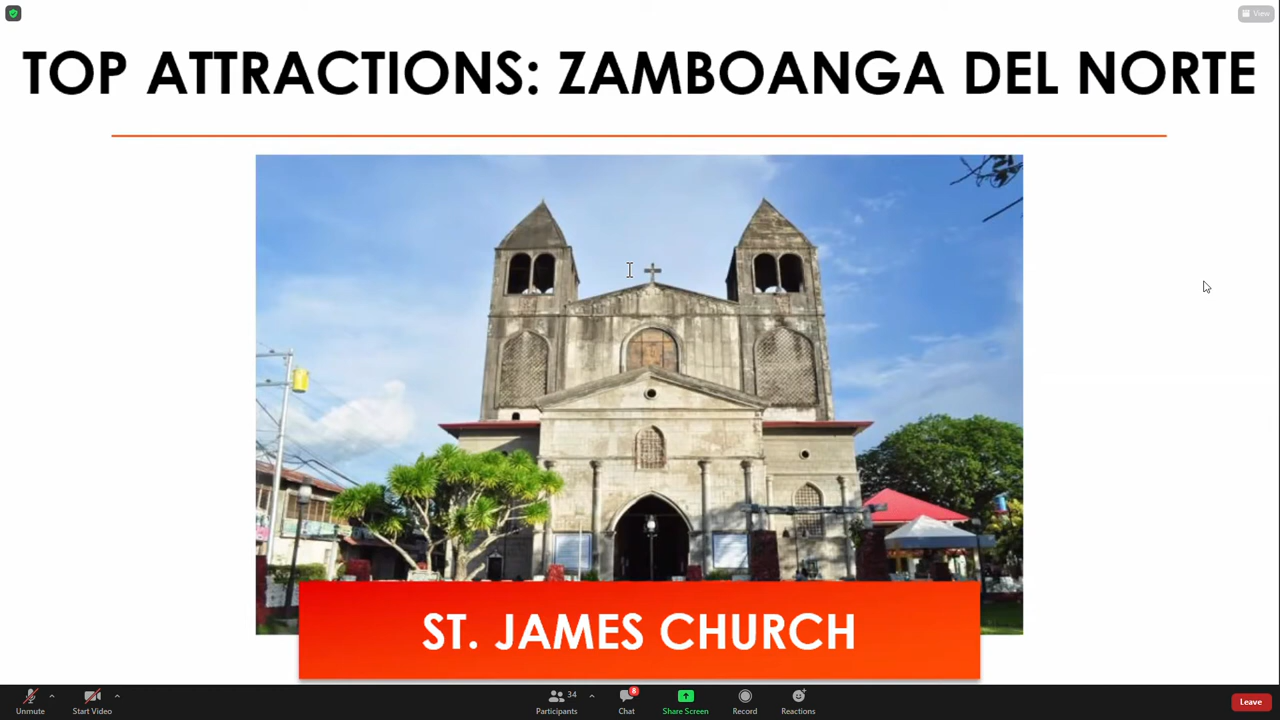 View
TOP ATTRACTIONS: ZAMBOANGA DEL NORTE
ST. JAMES CHURCH
Unmute
Start Video
34
Participants
8
Chat
Share Screen
Record
Reactions
Leave